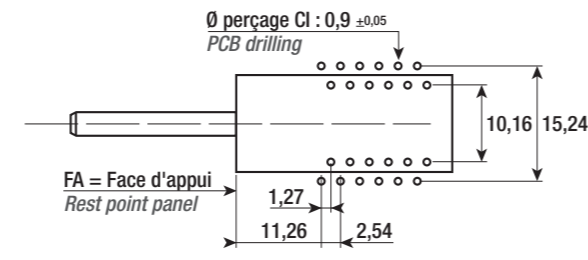 Ø perçage CI : 0,9 ±0,05
PCB drilling
10,16
15,24
FA = Face d'appui
Rest point panel
1,27
11,26
2,54